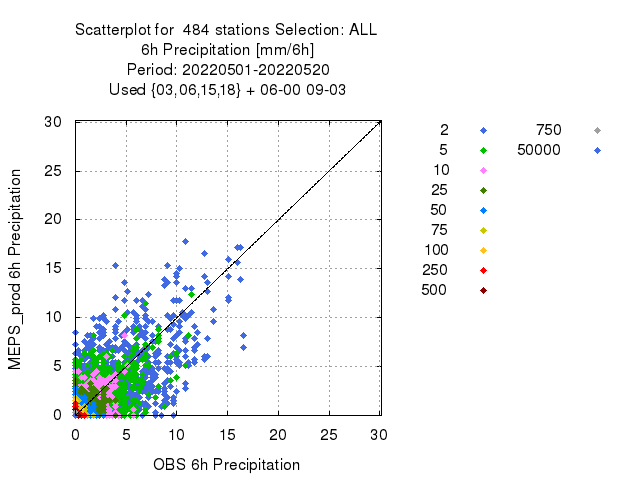 Scatterplot for 484 stations Selection: ALL
6h Precipitation [mm/6h]
Period: 20220501-20220520
Used {03,06,15,18} + 06-00 09-03
MEPS_prod 6h Precipitation
30
25
20
15
10
5
0
0 5 10 15 20 25 30
OBS 6h Precipitation
2
5
10
25
50
75
100
250
500
750
50000